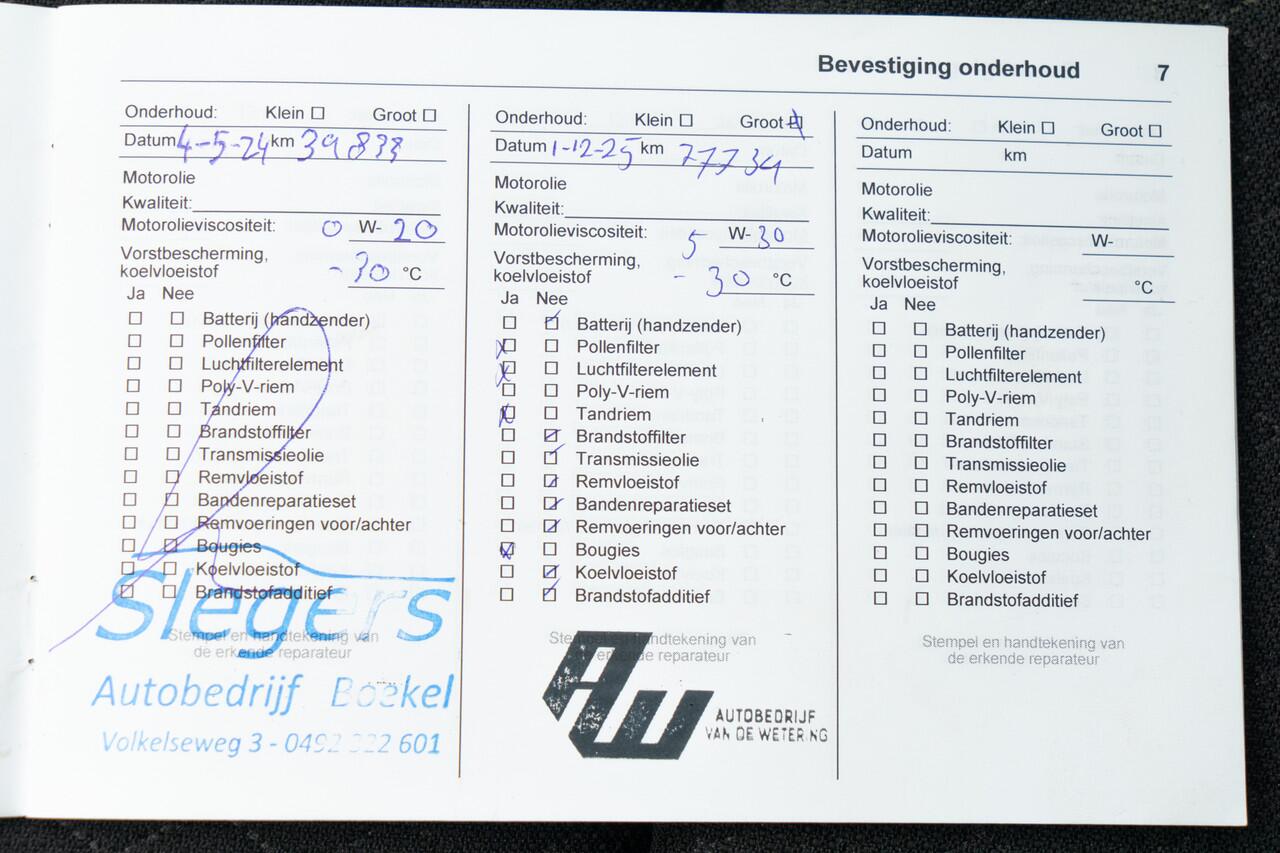 Bevestiging onderhoud 7
Onderhoud: Klein Groot
Datum 4-5-24 km 39833
Motorolie
Kwaliteit:
Motorolieviscositeit: 0 W- 20
Vorstbescherming,
koelvloeistof - 30 °C
Ja Nee
Batterij (handzender)
Pollenfilter
Luchtfilterelement
Poly-V-riem
Tandriem
Brandstoffilter
Transmissieolie
Remvloeistof
Bandenreparatieset
Remvoeringen voor/achter
Bougies
Koelvloeistof
Brandstofadditief
Slegers
Stempel en handtekening van
de erkende reparateur
Autobedrijf Boekel
Volkelseweg 3 - 0492 322 601
Onderhoud: Klein Groot
Datum 1-12-25 km 77734
Motorolie
Kwaliteit:
Motorolieviscositeit: 5 W- 30
Vorstbescherming,
koelvloeistof - 30 °C
Ja Nee
Batterij (handzender)
Pollenfilter
Luchtfilterelement
Poly-V-riem
Tandriem
Brandstoffilter
Transmissieolie
Remvloeistof
Bandenreparatieset
Remvoeringen voor/achter
Bougies
Koelvloeistof
Brandstofadditief
Stempel en handtekening van
de erkende reparateur
AW
AUTOBEDRIJF
VAN DE WETERING
Onderhoud: Klein Groot
Datum km
Motorolie
Kwaliteit:
Motorolieviscositeit: W-
Vorstbescherming,
koelvloeistof °C
Ja Nee
Batterij (handzender)
Pollenfilter
Luchtfilterelement
Poly-V-riem
Tandriem
Brandstoffilter
Transmissieolie
Remvloeistof
Bandenreparatieset
Remvoeringen voor/achter
Bougies
Koelvloeistof
Brandstofadditief
Stempel en handtekening van
de erkende reparateur